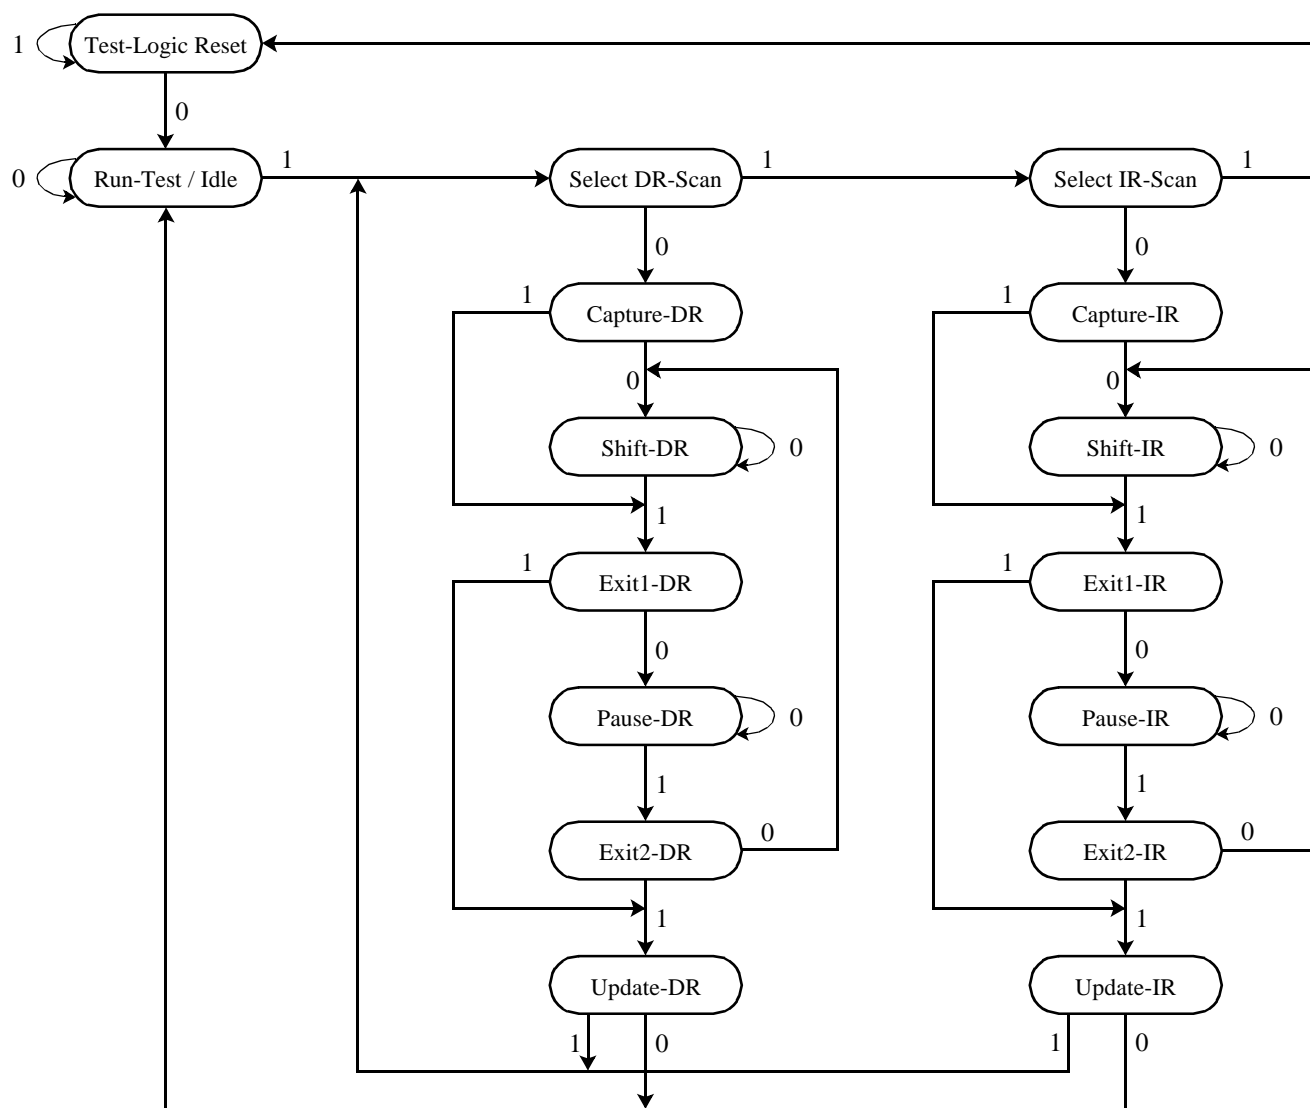 1
Test-Logic Reset
0
0
Run-Test / Idle
1
Select DR-Scan
1
Select IR-Scan
1
0
0
1
Capture-DR
1
Capture-IR
0
0
Shift-DR
0
Shift-IR
0
1
1
1
Exit1-DR
1
Exit1-IR
0
0
Pause-DR
0
Pause-IR
0
1
1
Exit2-DR
0
Exit2-IR
0
1
1
Update-DR
Update-IR
1
0
1
0